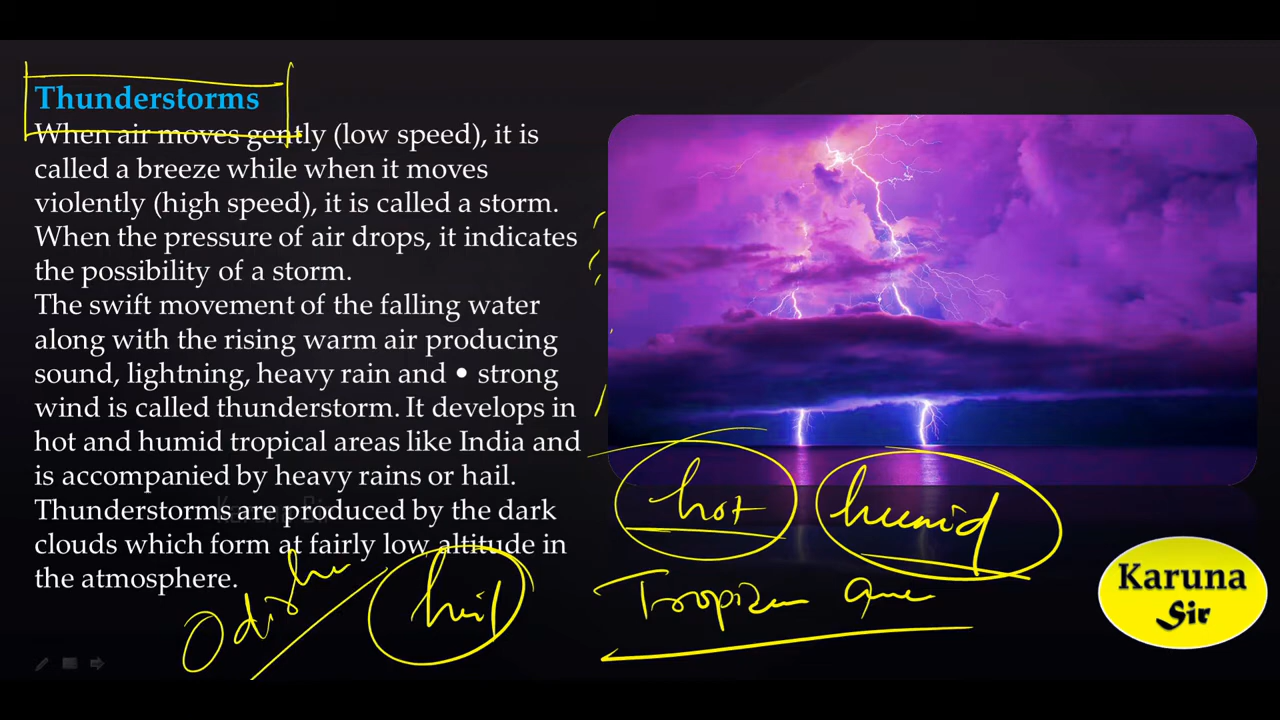 Thunderstorms
When air moves gently (low speed), it is
called a breeze while when it moves
violently (high speed), it is called a storm.
When the pressure of air drops, it indicates
the possibility of a storm.
The swift movement of the falling water
along with the rising warm air producing
sound, lightning, heavy rain and • strong
wind is called thunderstorm. It develops in
hot and humid tropical areas like India and
is accompanied by heavy rains or hail.
Thunderstorms are produced by the dark
clouds which form at fairly low altitude in
the atmosphere.
hot humid
Odisha hail
Karuna
Sir